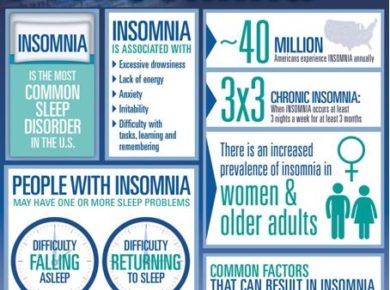 INSOMNIA
IS THE MOST
COMMON
SLEEP
DISORDER
IN THE U.S.
INSOMNIA
IS ASSOCIATED WITH
Excessive drowsiness
Lack of energy
Anxiety
Irritability
Difficulty with
tasks, learning and
remembering
~40 MILLION
Americans experience INSOMNIA annually
3x3 CHRONIC INSOMNIA:
When INSOMNIA occurs at least
3 nights a week for at least 3 months
There is an increased
prevalence of insomnia in
women &
older adults
PEOPLE WITH INSOMNIA
MAY HAVE ONE OR MORE SLEEP PROBLEMS
DIFFICULTY
FALLING
ASLEEP
DIFFICULTY
RETURNING
TO SLEEP
COMMON FACTORS
THAT CAN RESULT IN INSOMNIA